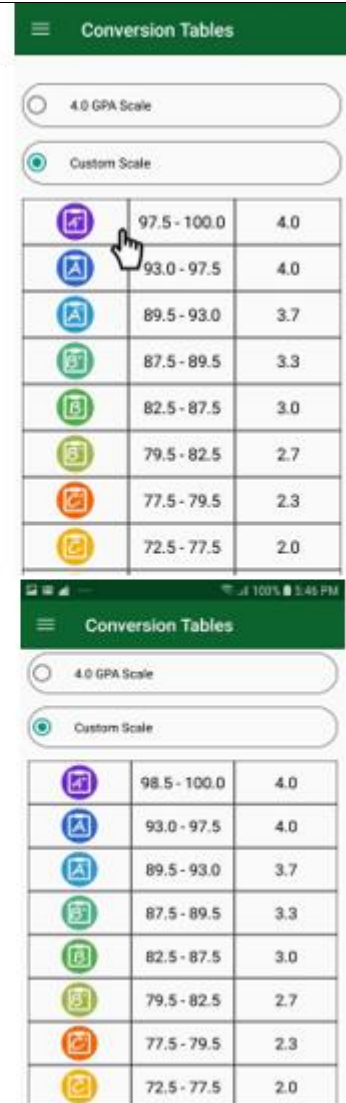 Conversion Tables
4.0 GPA Scale
Custom Scale
A+ 97.5 - 100.0 4.0
A 93.0 - 97.5 4.0
A- 89.5 - 93.0 3.7
B+ 87.5 - 89.5 3.3
B 82.5 - 87.5 3.0
B- 79.5 - 82.5 2.7
C+ 77.5 - 79.5 2.3
C 72.5 - 77.5 2.0
100% 5:46 PM
Conversion Tables
4.0 GPA Scale
Custom Scale
A+ 98.5 - 100.0 4.0
A 93.0 - 97.5 4.0
A- 89.5 - 93.0 3.7
B+ 87.5 - 89.5 3.3
B 82.5 - 87.5 3.0
B- 79.5 - 82.5 2.7
C+ 77.5 - 79.5 2.3
C 72.5 - 77.5 2.0